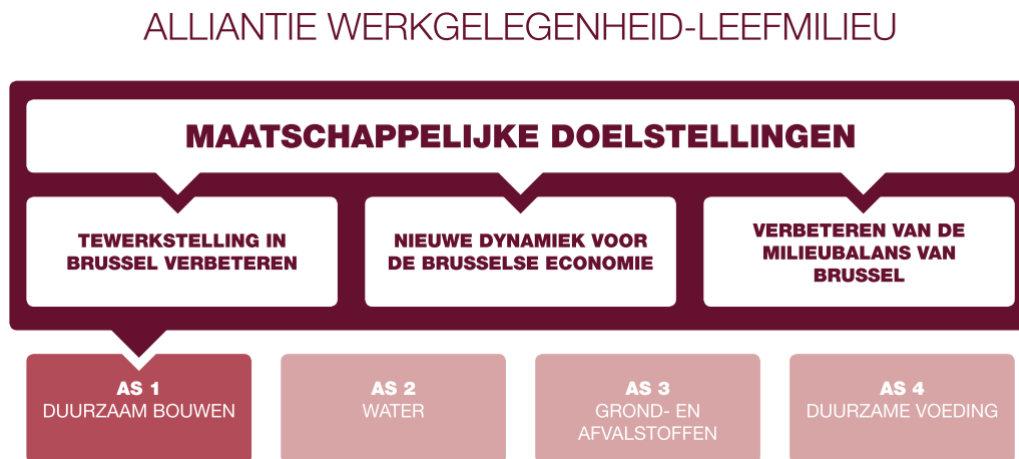 ALLIANTIE WERKGELEGENHEID-LEEFMILIEU
MAATSCHAPPELIJKE DOELSTELLINGEN
TEWERKSTELLING IN
BRUSSEL VERBETEREN
NIEUWE DYNAMIEK VOOR
DE BRUSSELSE ECONOMIE
VERBETEREN VAN DE
MILIEUBALANS VAN
BRUSSEL
AS 1
DUURZAAM BOUWEN
AS 2
WATER
AS 3
GROND- EN
AFVALSTOFFEN
AS 4
DUURZAME VOEDING